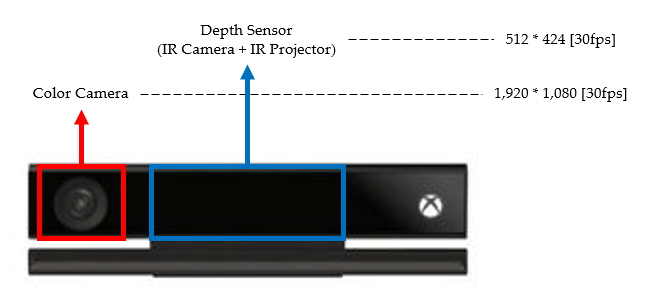 Depth Sensor
(IR Camera + IR Projector)
512 * 424 [30fps]
Color Camera
1,920 * 1,080 [30fps]